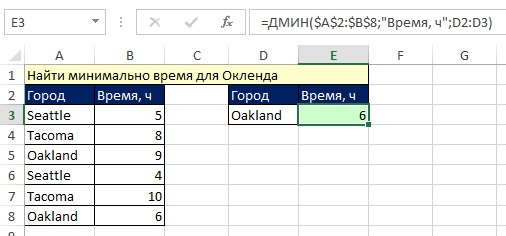 E3 =ДМИН($A$2:$B$8;"Время, ч";D2:D3)
A B C D E F G
1 Найти минимально время для Окленда
2 Город Время, ч Город Время, ч
3 Seattle 5 Oakland 6
4 Tacoma 8
5 Oakland 9
6 Seattle 4
7 Tacoma 10
8 Oakland 6
9